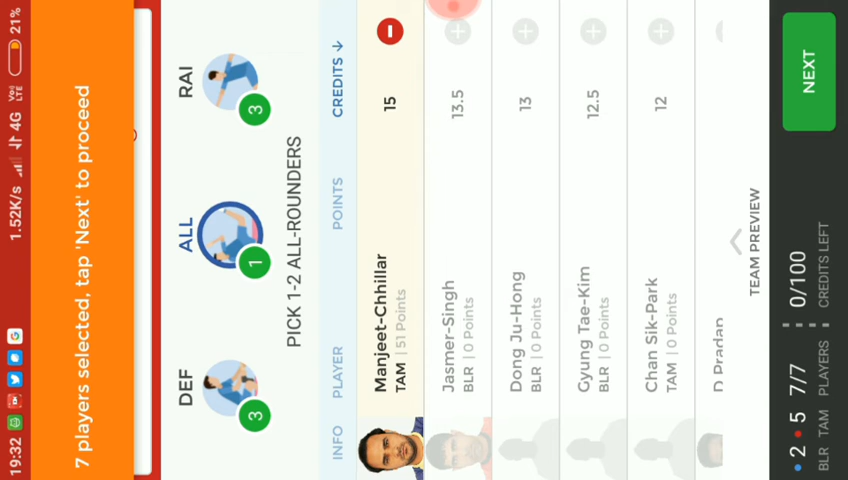 19:32
1.52K/s 4G VoJ LTE 21%
7 players selected, tap 'Next' to proceed
DEF ALL RAI
3 1 3
PICK 1-2 ALL-ROUNDERS
INFO PLAYER POINTS CREDITS ↓
Manjeet-Chhillar 15
TAM | 51 Points
Jasmer-Singh 13.5
BLR | 0 Points
Dong Ju-Hong 13
BLR | 0 Points
Gyung Tae-Kim 12.5
BLR | 0 Points
Chan Sik-Park 12
TAM | 0 Points
TEAM PREVIEW
2 5 7/7 0/100
BLR TAM PLAYERS CREDITS LEFT
NEXT